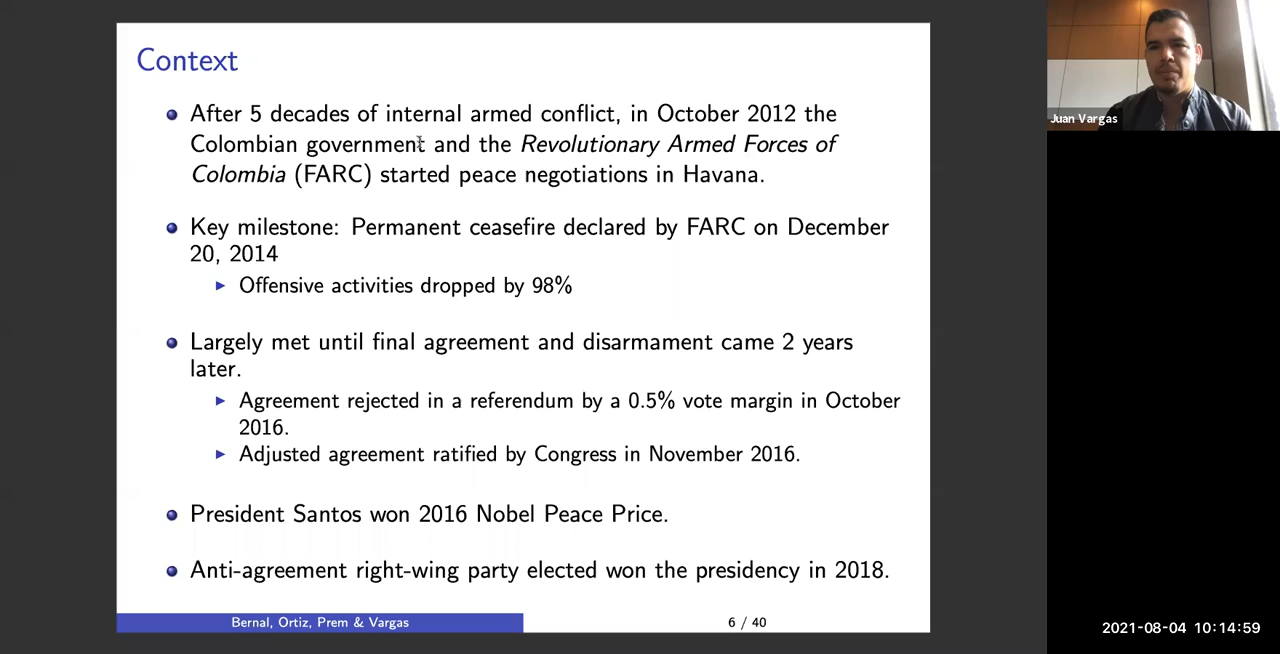 Context
After 5 decades of internal armed conflict, in October 2012 the
Colombian government and the Revolutionary Armed Forces of
Colombia (FARC) started peace negotiations in Havana.
Key milestone: Permanent ceasefire declared by FARC on December
20, 2014
Offensive activities dropped by 98%
Largely met until final agreement and disarmament came 2 years
later.
Agreement rejected in a referendum by a 0.5% vote margin in October
2016.
Adjusted agreement ratified by Congress in November 2016.
President Santos won 2016 Nobel Peace Price.
Anti-agreement right-wing party elected won the presidency in 2018.
Bernal, Ortiz, Prem & Vargas
6 / 40
Juan Vargas
2021-08-04 10:14:59